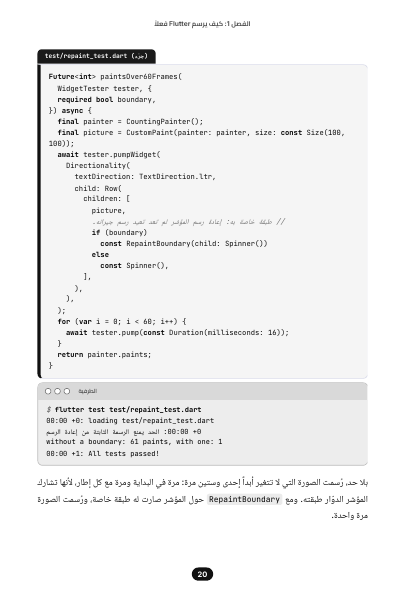 الفصل 1: كيف يرسم Flutter فعلاً
test/repaint_test.dart (جزء)
Future<int> paintsOver60Frames(
  WidgetTester tester, {
  required bool boundary,
}) async {
  final painter = CountingPainter();
  final picture = CustomPaint(painter: painter, size: const Size(100,
100));
  await tester.pumpWidget(
    Directionality(
      textDirection: TextDirection.ltr,
      child: Row(
        children: [
          picture,
          // طبقة خاصة به: إعادة رسم المؤشر لم تعد تعيد رسم جيرانه.
          if (boundary)
            const RepaintBoundary(child: Spinner())
          else
            const Spinner(),
        ],
      ),
    ),
  );
  for (var i = 0; i < 60; i++) {
    await tester.pump(const Duration(milliseconds: 16));
  }
  return painter.paints;
}
الطرفية
$ flutter test test/repaint_test.dart
00:00 +0: loading test/repaint_test.dart
00:00 +0: الحد يمنع الرسمة الثابتة من إعادة الرسم
without a boundary: 61 paints, with one: 1
00:00 +1: All tests passed!
بلا حد، رُسمت الصورة التي لا تتغير أبداً إحدى وستين مرة: مرة في البداية ومرة مع كل إطار، لأنها تشارك
المؤشر الدوّار طبقته. ومع RepaintBoundary حول المؤشر صارت له طبقة خاصة، ورُسمت الصورة
مرة واحدة.
20